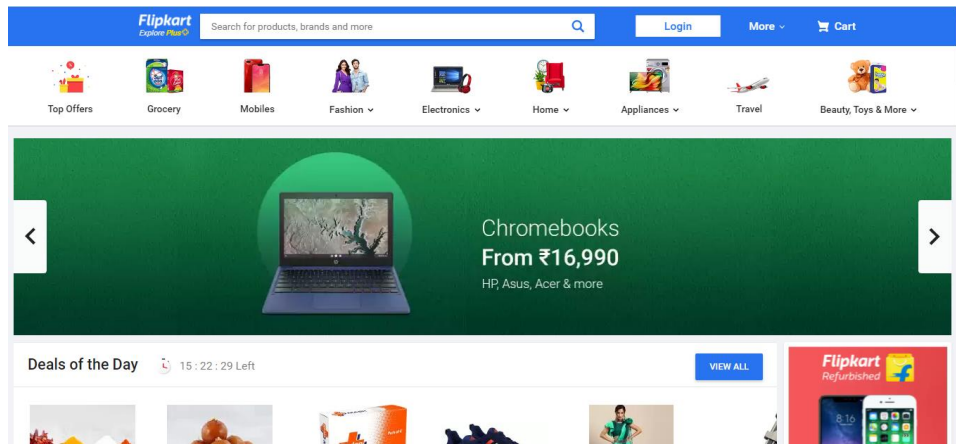 Flipkart
Explore Plus
Search for products, brands and more
Login
More
Cart
Top Offers
Grocery
Mobiles
Fashion
Electronics
Home
Appliances
Travel
Beauty, Toys & More
Chromebooks
From ₹16,990
HP, Asus, Acer & more
Deals of the Day
15 : 22 : 29 Left
VIEW ALL
Flipkart
Refurbished
8:16